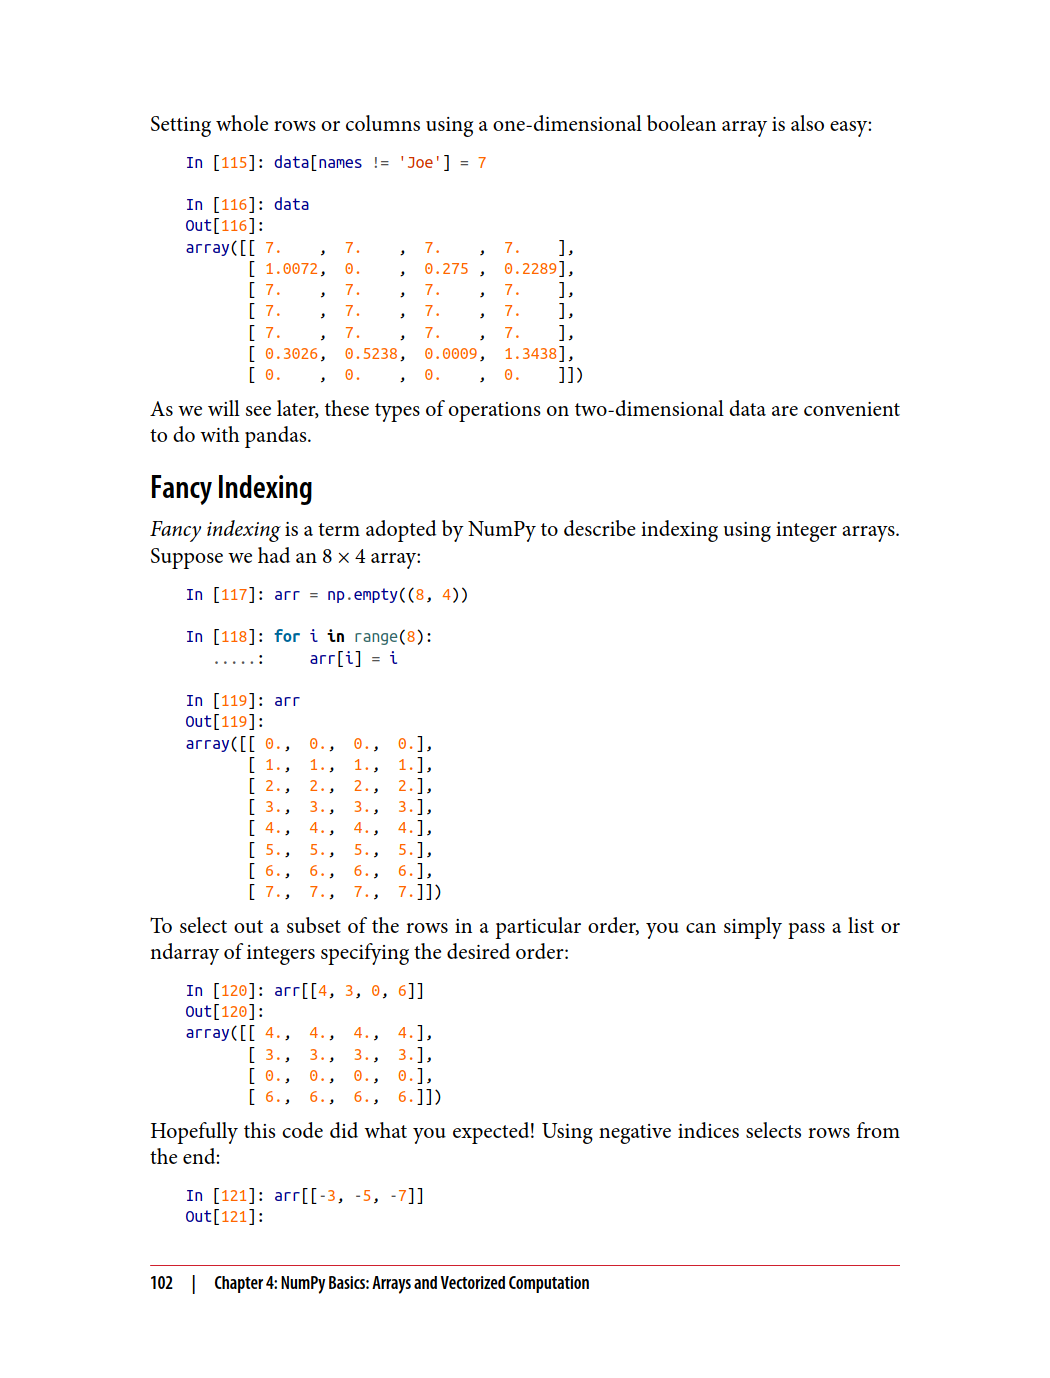 Setting whole rows or columns using a one-dimensional boolean array is also easy:
In [115]: data[names != 'Joe'] = 7
In [116]: data
Out[116]:
array([[ 7.    ,  7.    ,  7.    ,  7.    ],
       [ 1.0072,  0.    ,  0.275 ,  0.2289],
       [ 7.    ,  7.    ,  7.    ,  7.    ],
       [ 7.    ,  7.    ,  7.    ,  7.    ],
       [ 7.    ,  7.    ,  7.    ,  7.    ],
       [ 0.3026,  0.5238,  0.0009,  1.3438],
       [ 0.    ,  0.    ,  0.    ,  0.    ]])
As we will see later, these types of operations on two-dimensional data are convenient
to do with pandas.
Fancy Indexing
Fancy indexing is a term adopted by NumPy to describe indexing using integer arrays.
Suppose we had an 8 × 4 array:
In [117]: arr = np.empty((8, 4))
In [118]: for i in range(8):
   .....:     arr[i] = i
In [119]: arr
Out[119]:
array([[ 0.,  0.,  0.,  0.],
       [ 1.,  1.,  1.,  1.],
       [ 2.,  2.,  2.,  2.],
       [ 3.,  3.,  3.,  3.],
       [ 4.,  4.,  4.,  4.],
       [ 5.,  5.,  5.,  5.],
       [ 6.,  6.,  6.,  6.],
       [ 7.,  7.,  7.,  7.]])
To select out a subset of the rows in a particular order, you can simply pass a list or
ndarray of integers specifying the desired order:
In [120]: arr[[4, 3, 0, 6]]
Out[120]:
array([[ 4.,  4.,  4.,  4.],
       [ 3.,  3.,  3.,  3.],
       [ 0.,  0.,  0.,  0.],
       [ 6.,  6.,  6.,  6.]])
Hopefully this code did what you expected! Using negative indices selects rows from
the end:
In [121]: arr[[-3, -5, -7]]
Out[121]:
102 | Chapter 4: NumPy Basics: Arrays and Vectorized Computation